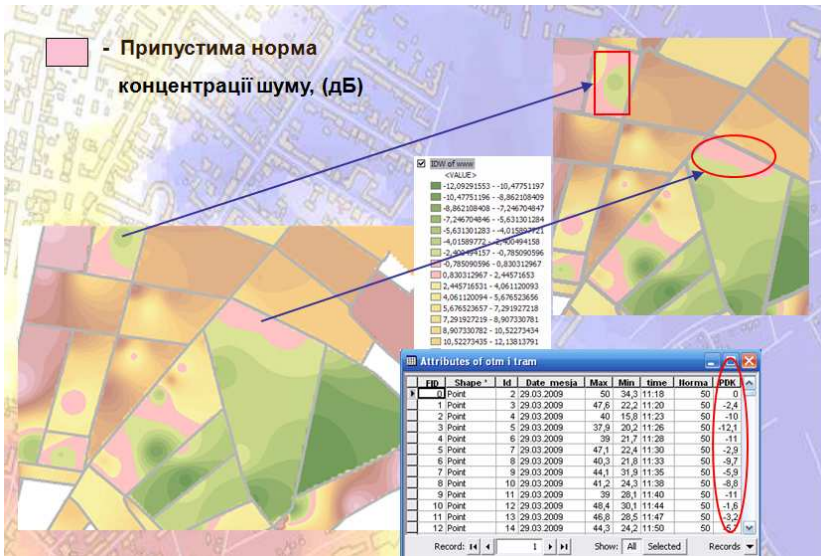 - Припустима норма
концентрації шуму, (дБ)
IDW of www
<VALUE>
-12,09291553 - -10,47751197
-10,47751196 - -8,862108409
-8,862108408 - -7,246704847
-7,246704846 - -5,631301284
-5,631301283 - -4,015897721
-4,01589772 - -2,400494158
-2,400494157 - -0,785090596
-0,785090595 - 0,830312967
0,830312967 - 2,44571653
2,445716531 - 4,061120093
4,061120094 - 5,676523656
5,676523657 - 7,291927218
7,291927219 - 8,907330781
8,907330782 - 10,52273434
10,52273435 - 12,13813791
Attributes of otm i tram
FID Shape * Id Date_mesja Max Min time Norma PDK
0 Point 2 29.03.2009 50 34,3 11:18 50 0
1 Point 3 29.03.2009 47,6 22,2 11:20 50 -2,4
2 Point 4 29.03.2009 40 15,8 11:23 50 -10
3 Point 5 29.03.2009 37,9 20,2 11:26 50 -12,1
4 Point 6 29.03.2009 39 21,7 11:28 50 -11
5 Point 7 29.03.2009 47,1 22,4 11:30 50 -2,9
6 Point 8 29.03.2009 40,3 21,8 11:33 50 -9,7
7 Point 9 29.03.2009 44,1 31,9 11:35 50 -5,9
8 Point 10 29.03.2009 41,2 24,3 11:38 50 -8,8
9 Point 11 29.03.2009 39 28,1 11:40 50 -11
10 Point 12 29.03.2009 48,4 30,1 11:44 50 -1,6
11 Point 13 29.03.2009 46,8 28,5 11:47 50 -3,2
12 Point 14 29.03.2009 44,3 24,2 11:50 50
Record: 1 Show: All Selected Records